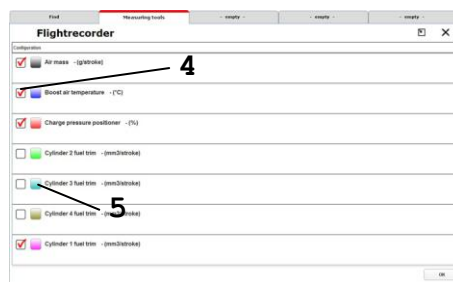 Find
Measuring tools
- empty -
- empty -
- empty -
Flightrecorder
Configuration
Air mass - (g/stroke)
4
Boost air temperature - (°C)
Charge pressure positioner - (%)
Cylinder 2 fuel trim - (mm3/stroke)
Cylinder 3 fuel trim - (mm3/stroke)
5
Cylinder 4 fuel trim - (mm3/stroke)
Cylinder 1 fuel trim - (mm3/stroke)
OK